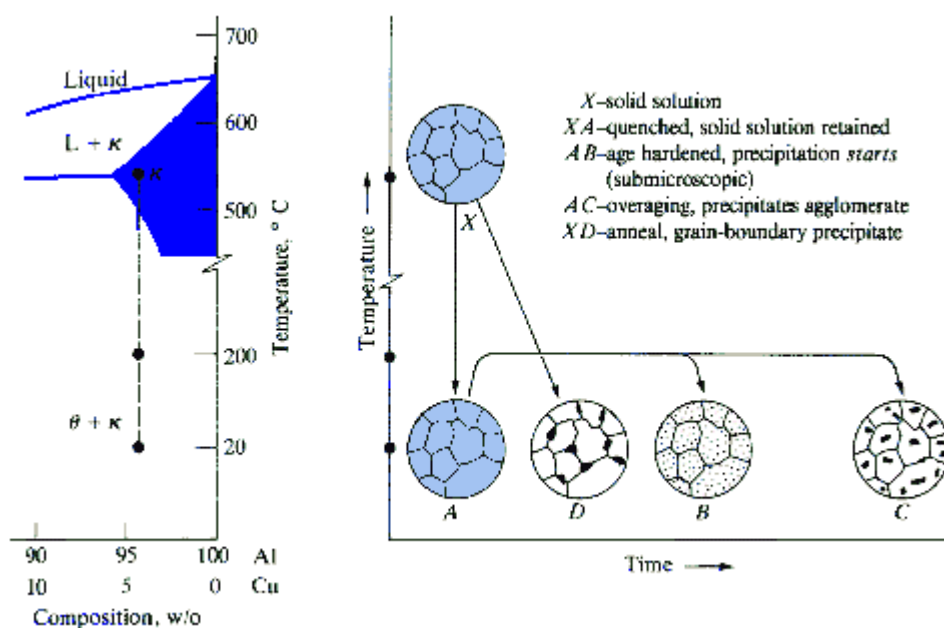 700
Liquid
600
L + κ
κ
500
Temperature, °C
200
θ + κ
20
90 95 100 Al
10 5 0 Cu
Composition, w/o
X–solid solution
XA–quenched, solid solution retained
AB–age hardened, precipitation starts
(submicroscopic)
AC–overaging, precipitates agglomerate
XD–anneal, grain-boundary precipitate
X
Temperature
A D B C
Time